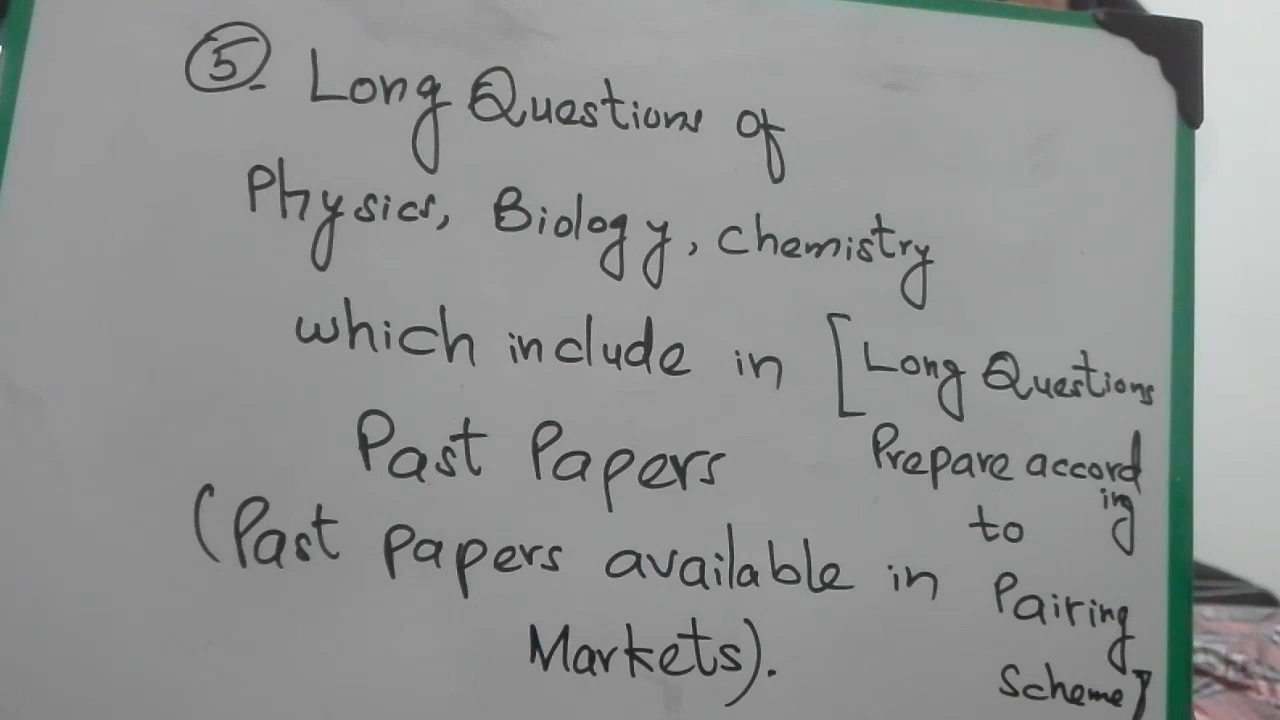 5. Long Questions of
Physics, Biology, Chemistry
which include in
Past Papers
(Past papers available in
Markets).
[Long Questions
Prepare accord
ing
to
Pairing
Scheme]